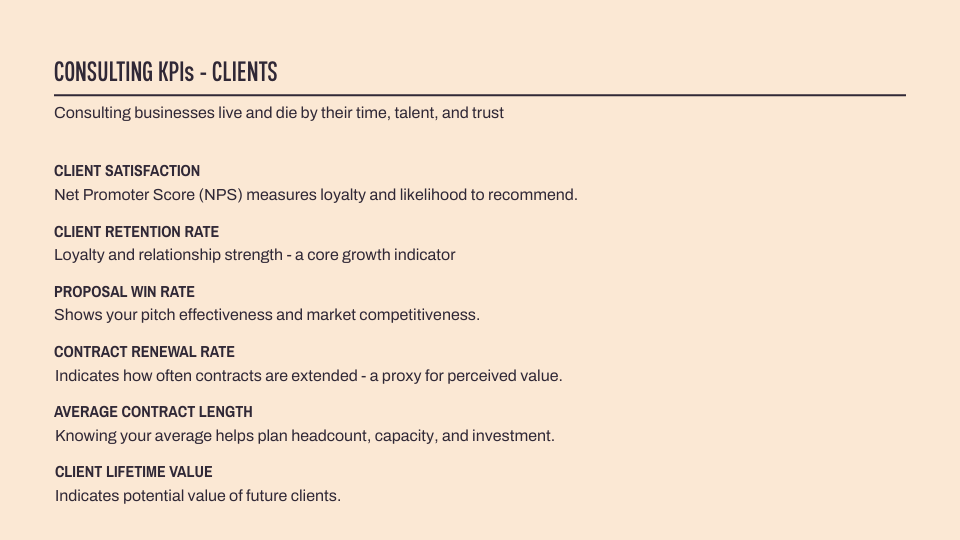 CONSULTING KPIs - CLIENTS
Consulting businesses live and die by their time, talent, and trust
CLIENT SATISFACTION
Net Promoter Score (NPS) measures loyalty and likelihood to recommend.
CLIENT RETENTION RATE
Loyalty and relationship strength - a core growth indicator
PROPOSAL WIN RATE
Shows your pitch effectiveness and market competitiveness.
CONTRACT RENEWAL RATE
Indicates how often contracts are extended - a proxy for perceived value.
AVERAGE CONTRACT LENGTH
Knowing your average helps plan headcount, capacity, and investment.
CLIENT LIFETIME VALUE
Indicates potential value of future clients.